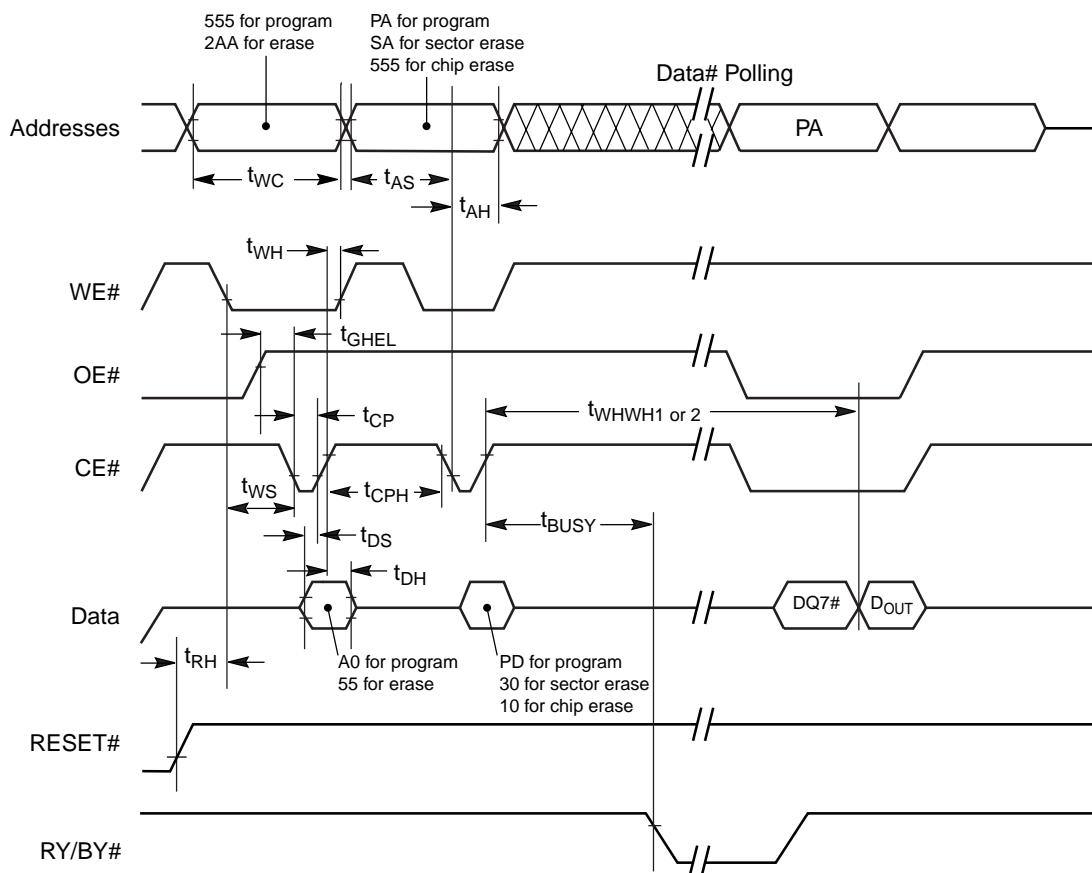 555 for program
2AA for erase
PA for program
SA for sector erase
555 for chip erase
Data# Polling
Addresses
PA
tWC
tAS
tAH
tWH
WE#
tGHEL
OE#
tWHWH1 or 2
tCP
CE#
tWS
tCPH
tBUSY
tDS
tDH
Data
DQ7#
DOUT
tRH
A0 for program
55 for erase
PD for program
30 for sector erase
10 for chip erase
RESET#
RY/BY#